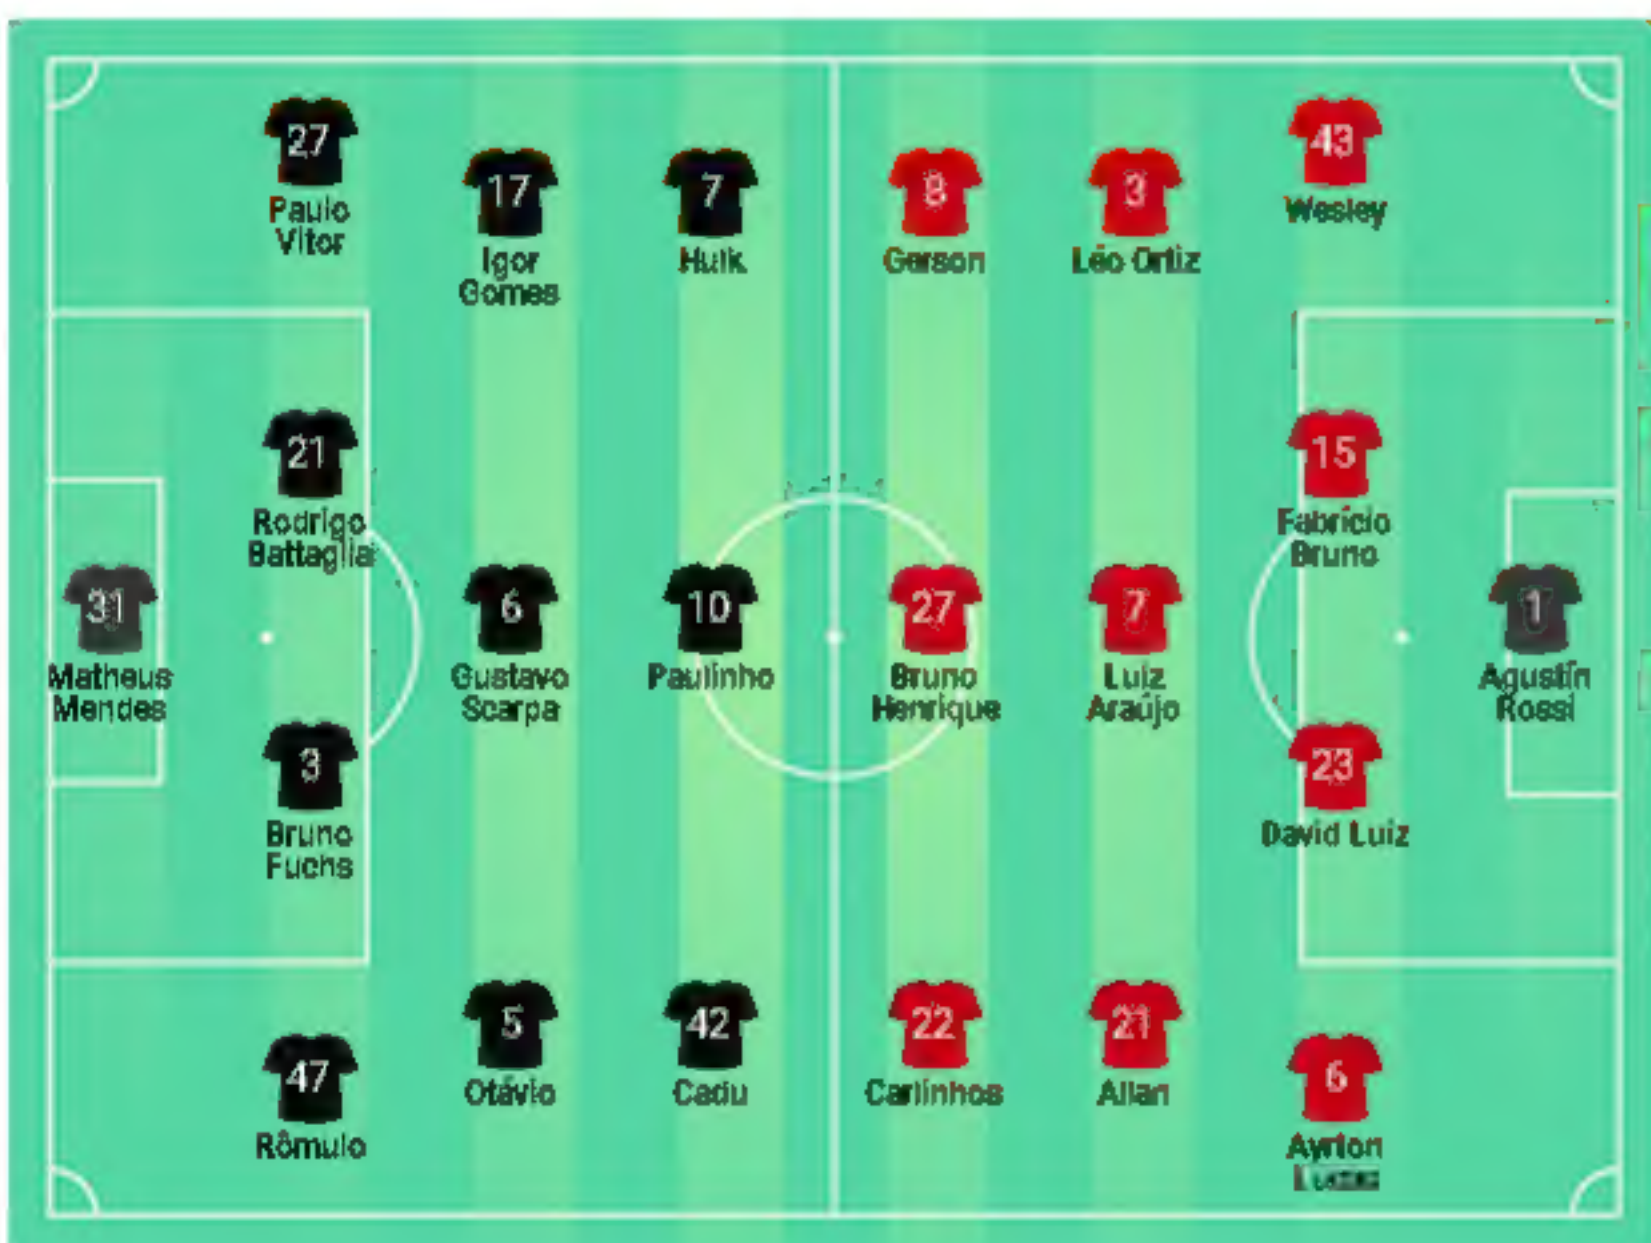 27
Paulo
Vitor
17
Igor
Gomes
7
Hulk
8
Gerson
3
Léo Ortiz
43
Wesley
21
Rodrigo
Battaglia
15
Fabrício
Bruno
31
Matheus
Mendes
6
Gustavo
Scarpa
10
Paulinho
27
Bruno
Henrique
7
Luiz
Araújo
1
Agustín
Rossi
3
Bruno
Fuchs
23
David Luiz
47
Rômulo
5
Otávio
42
Cadu
22
Carlinhos
21
Allan
6
Ayrton
Lucas